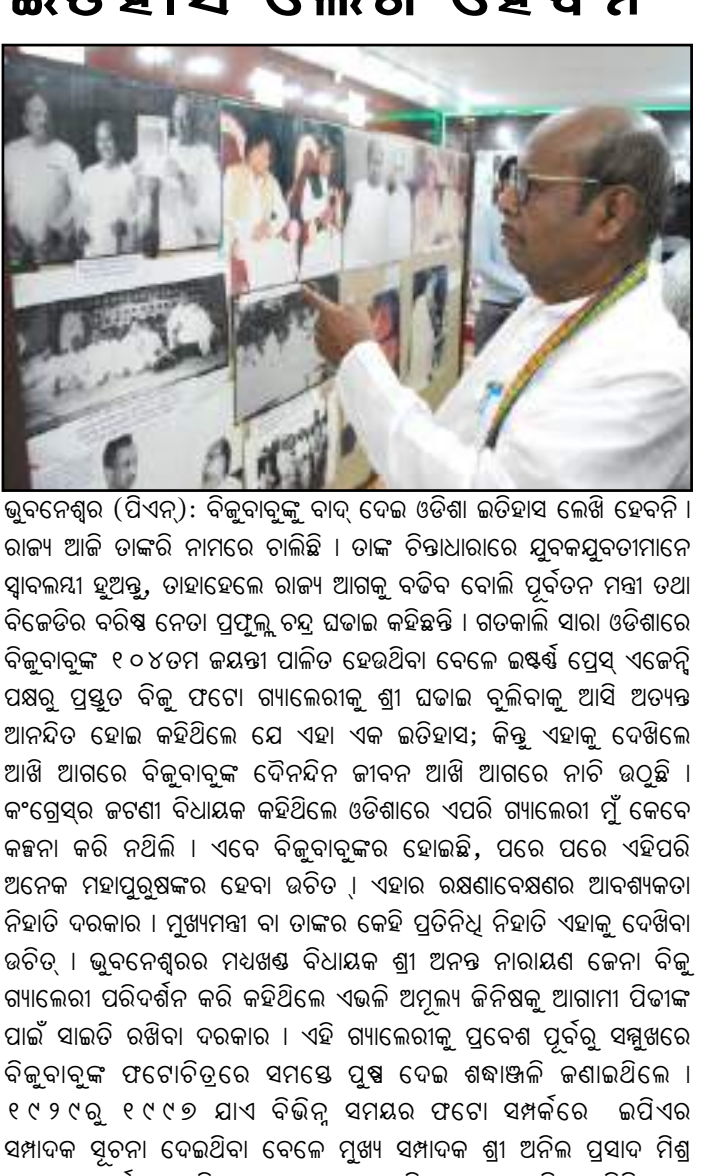 ଭୁବନେଶ୍ୱର (ପିଏନ୍): ବିଜୁବାବୁଙ୍କୁ ବାଦ୍ ଦେଇ ଓଡିଶା ଇତିହାସ ଲେଖି ହେବନି ।
ରାଜ୍ୟ ଆଜି ତାଙ୍କରି ନାମରେ ଚାଲିଛି । ତାଙ୍କ ଚିନ୍ତାଧାରାରେ ଯୁବକଯୁବତୀମାନେ
ସ୍ୱାବଲମ୍ୱୀ ହୁଅନ୍ତୁ, ତାହାହେଲେ ରାଜ୍ୟ ଆଗକୁ ବଢିବ ବୋଲି ପୂର୍ବତନ ମନ୍ତ୍ରୀ ତଥା
ବିଜେଡିର ବରିଷ୍ଠ ନେତା ପ୍ରଫୁଲ୍ଲ ଚନ୍ଦ୍ର ଘଡାଇ କହିଛନ୍ତି । ଗତକାଲି ସାରା ଓଡିଶାରେ
ବିଜୁବାବୁଙ୍କ ୧୦୪ତମ ଜୟନ୍ତୀ ପାଳିତ ହେଉଥିବା ବେଳେ ଇଷ୍ଟର୍ଣ୍ଣ ପ୍ରେସ୍ ଏଜେନ୍ସି
ପକ୍ଷରୁ ପ୍ରସ୍ତୁତ ବିଜୁ ଫଟୋ ଗ୍ୟାଲେରୀକୁ ଶ୍ରୀ ଘଡାଇ ବୁଲିବାକୁ ଆସି ଅତ୍ୟନ୍ତ
ଆନନ୍ଦିତ ହୋଇ କହିଥିଲେ ଯେ ଏହା ଏକ ଇତିହାସ; କିନ୍ତୁ ଏହାକୁ ଦେଖିଲେ
ଆଖି ଆଗରେ ବିଜୁବାବୁଙ୍କ ଦୈନନ୍ଦିନ ଜୀବନ ଆଖି ଆଗରେ ନାଚି ଉଠୁଛି ।
କଂଗ୍ରେସ୍‌ର ଜଟଣୀ ବିଧାୟକ କହିଥିଲେ ଓଡିଶାରେ ଏପରି ଗ୍ୟାଲେରୀ ମୁଁ କେବେ
କଳ୍ପନା କରି ନଥିଲି । ଏବେ ବିଜୁବାବୁଙ୍କର ହୋଇଛି, ପରେ ପରେ ଏହିପରି
ଅନେକ ମହାପୁରୁଷଙ୍କର ହେବା ଉଚିତ । ଏହାର ରକ୍ଷଣାବେକ୍ଷଣର ଆବଶ୍ୟକତା
ନିହାତି ଦରକାର । ମୁଖ୍ୟମନ୍ତ୍ରୀ ବା ତାଙ୍କର କେହି ପ୍ରତିନିଧି ନିହାତି ଏହାକୁ ଦେଖିବା
ଉଚିତ୍ । ଭୁବନେଶ୍ୱରର ମଧ୍ୟଖଣ୍ଡ ବିଧାୟକ ଶ୍ରୀ ଅନନ୍ତ ନାରାୟଣ ଜେନା ବିଜୁ
ଗ୍ୟାଲେରୀ ପରିଦର୍ଶନ କରି କହିଥିଲେ ଏଭଳି ଅମୂଲ୍ୟ ଜିନିଷକୁ ଆଗାମୀ ପିଢୀଙ୍କ
ପାଇଁ ସାଇତି ରଖିବା ଦରକାର । ଏହି ଗ୍ୟାଲେରୀକୁ ପ୍ରବେଶ ପୂର୍ବରୁ ସମ୍ମୁଖରେ
ବିଜୁବାବୁଙ୍କ ଫଟୋଚିତ୍ରରେ ସମସ୍ତେ ପୁଷ୍ପ ଦେଇ ଶ୍ରଦ୍ଧାଞ୍ଜଳି ଜଣାଇଥିଲେ ।
୧୯୨୯ରୁ ୧୯୯୭ ଯାଏ ବିଭିନ୍ନ ସମୟର ଫଟୋ ସମ୍ପର୍କରେ ଇପିଏର
ସମ୍ପାଦକ ସୂଚନା ଦେଇଥିବା ବେଳେ ମୁଖ୍ୟ ସମ୍ପାଦକ ଶ୍ରୀ ଅନିଲ ପ୍ରସାଦ ମିଶ୍ର